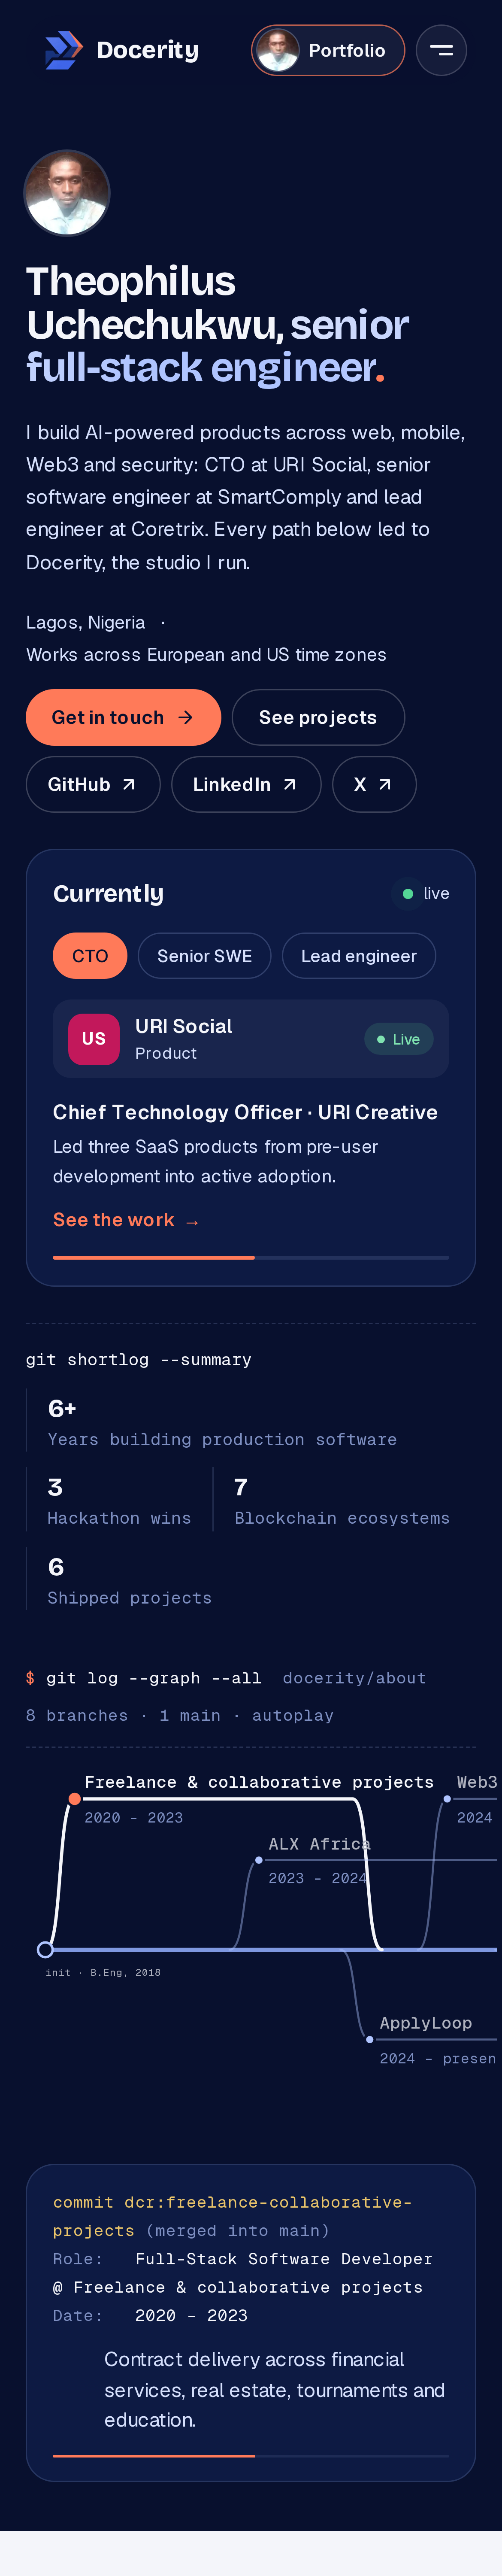 Docerity
Portfolio
Theophilus
Uchechukwu, senior
full-stack engineer.
I build AI-powered products across web, mobile,
Web3 and security: CTO at URI Social, senior
software engineer at SmartComply and lead
engineer at Coretrix. Every path below led to
Docerity, the studio I run.
Lagos, Nigeria ·
Works across European and US time zones
Get in touch →
See projects
GitHub ↗
LinkedIn ↗
X ↗
Currently
live
CTO
Senior SWE
Lead engineer
US
URI Social
Product
Live
Chief Technology Officer · URI Creative
Led three SaaS products from pre-user
development into active adoption.
See the work →
git shortlog --summary
6+
Years building production software
3
Hackathon wins
7
Blockchain ecosystems
6
Shipped projects
$ git log --graph --all docerity/about
8 branches · 1 main · autoplay
Freelance & collaborative projects
2020 – 2023
Web3
2024
ALX Africa
2023 – 2024
init · B.Eng, 2018
ApplyLoop
2024 – presen
commit dcr:freelance-collaborative-
projects (merged into main)
Role: Full-Stack Software Developer
@ Freelance & collaborative projects
Date: 2020 – 2023
Contract delivery across financial
services, real estate, tournaments and
education.